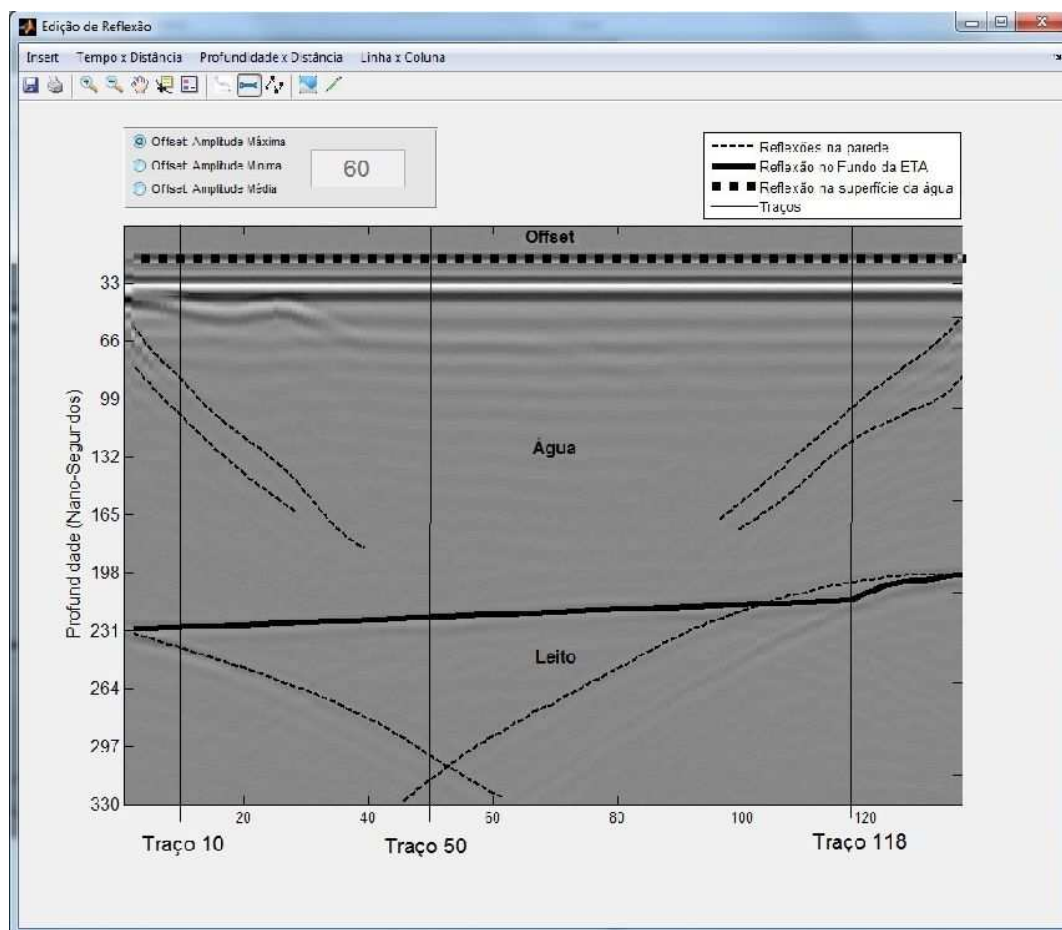 Edição de Reflexão
Insert Tempo x Distância Profundidade x Distância Linha x Coluna
Offset: Amplitude Máxima
Offset: Amplitude Mínima
Offset: Amplitude Média
60
Reflexões na parede
Reflexão no Fundo da ETA
Reflexão na superfície da água
Traços
Offset
33
66
99
132
165
198
231
264
297
330
Profundidade (Nano-Segundos)
Água
Leito
20 40 60 80 100 120
Traço 10 Traço 50 Traço 118